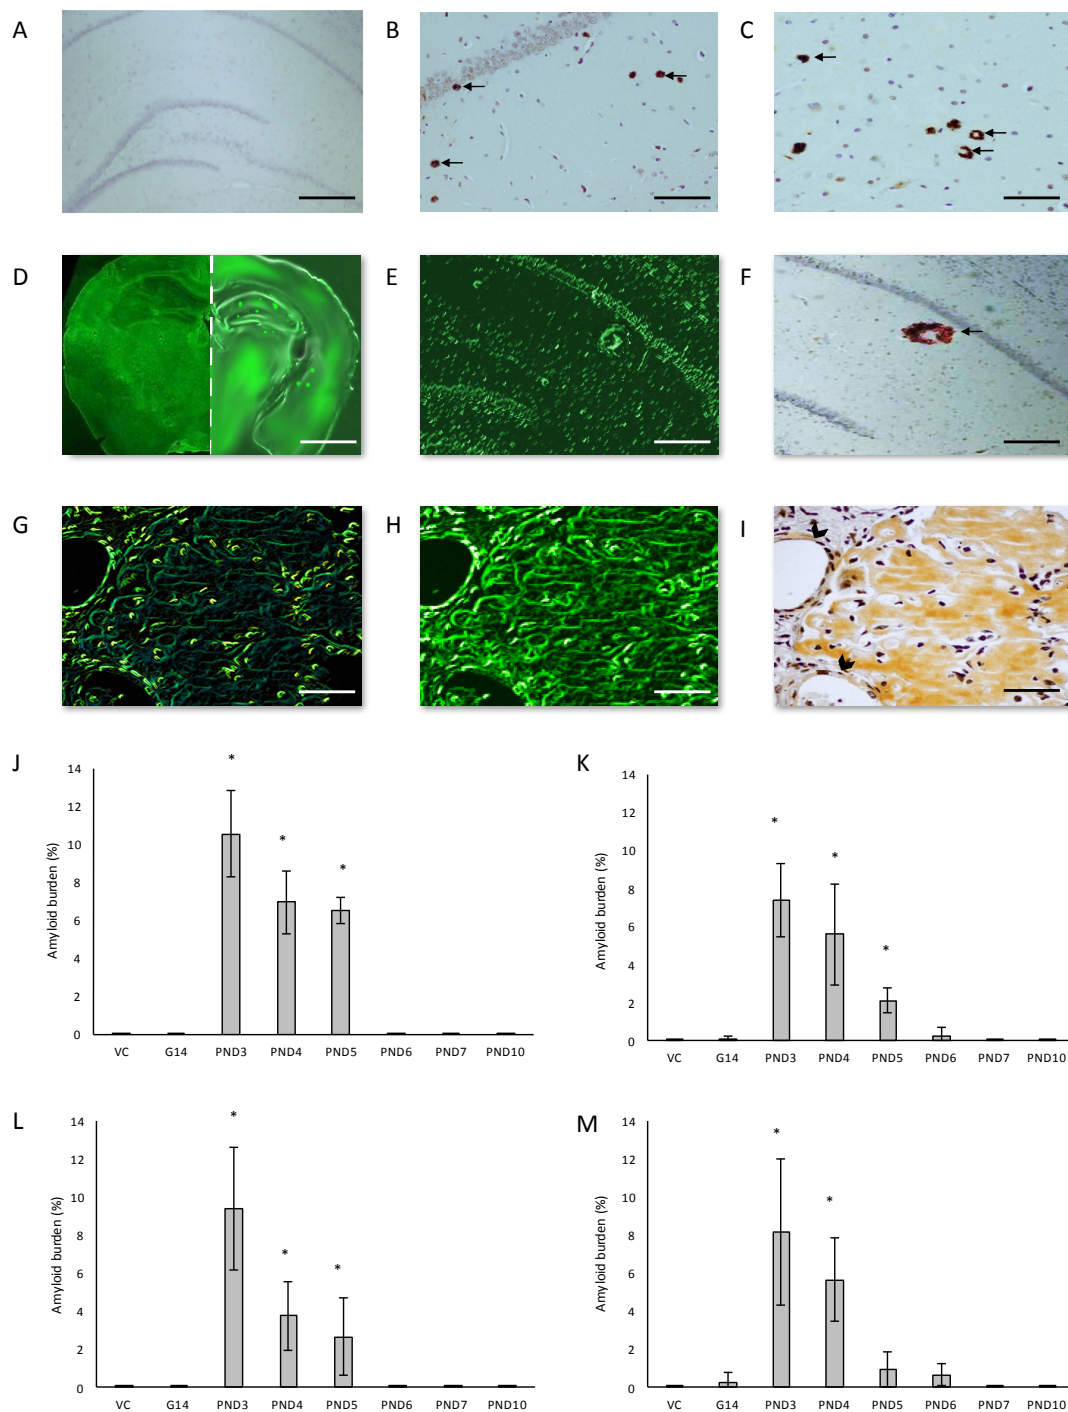 A
B
C
D
E
F
G
H
I
J
14
12
10
8
6
4
2
0
Amyloid burden (%)
*
*
*
VC G14 PND3 PND4 PND5 PND6 PND7 PND10
K
14
12
10
8
6
4
2
0
Amyloid burden (%)
*
*
*
VC G14 PND3 PND4 PND5 PND6 PND7 PND10
L
14
12
10
8
6
4
2
0
Amyloid burden (%)
*
*
*
VC G14 PND3 PND4 PND5 PND6 PND7 PND10
M
14
12
10
8
6
4
2
0
Amyloid burden (%)
*
*
VC G14 PND3 PND4 PND5 PND6 PND7 PND10